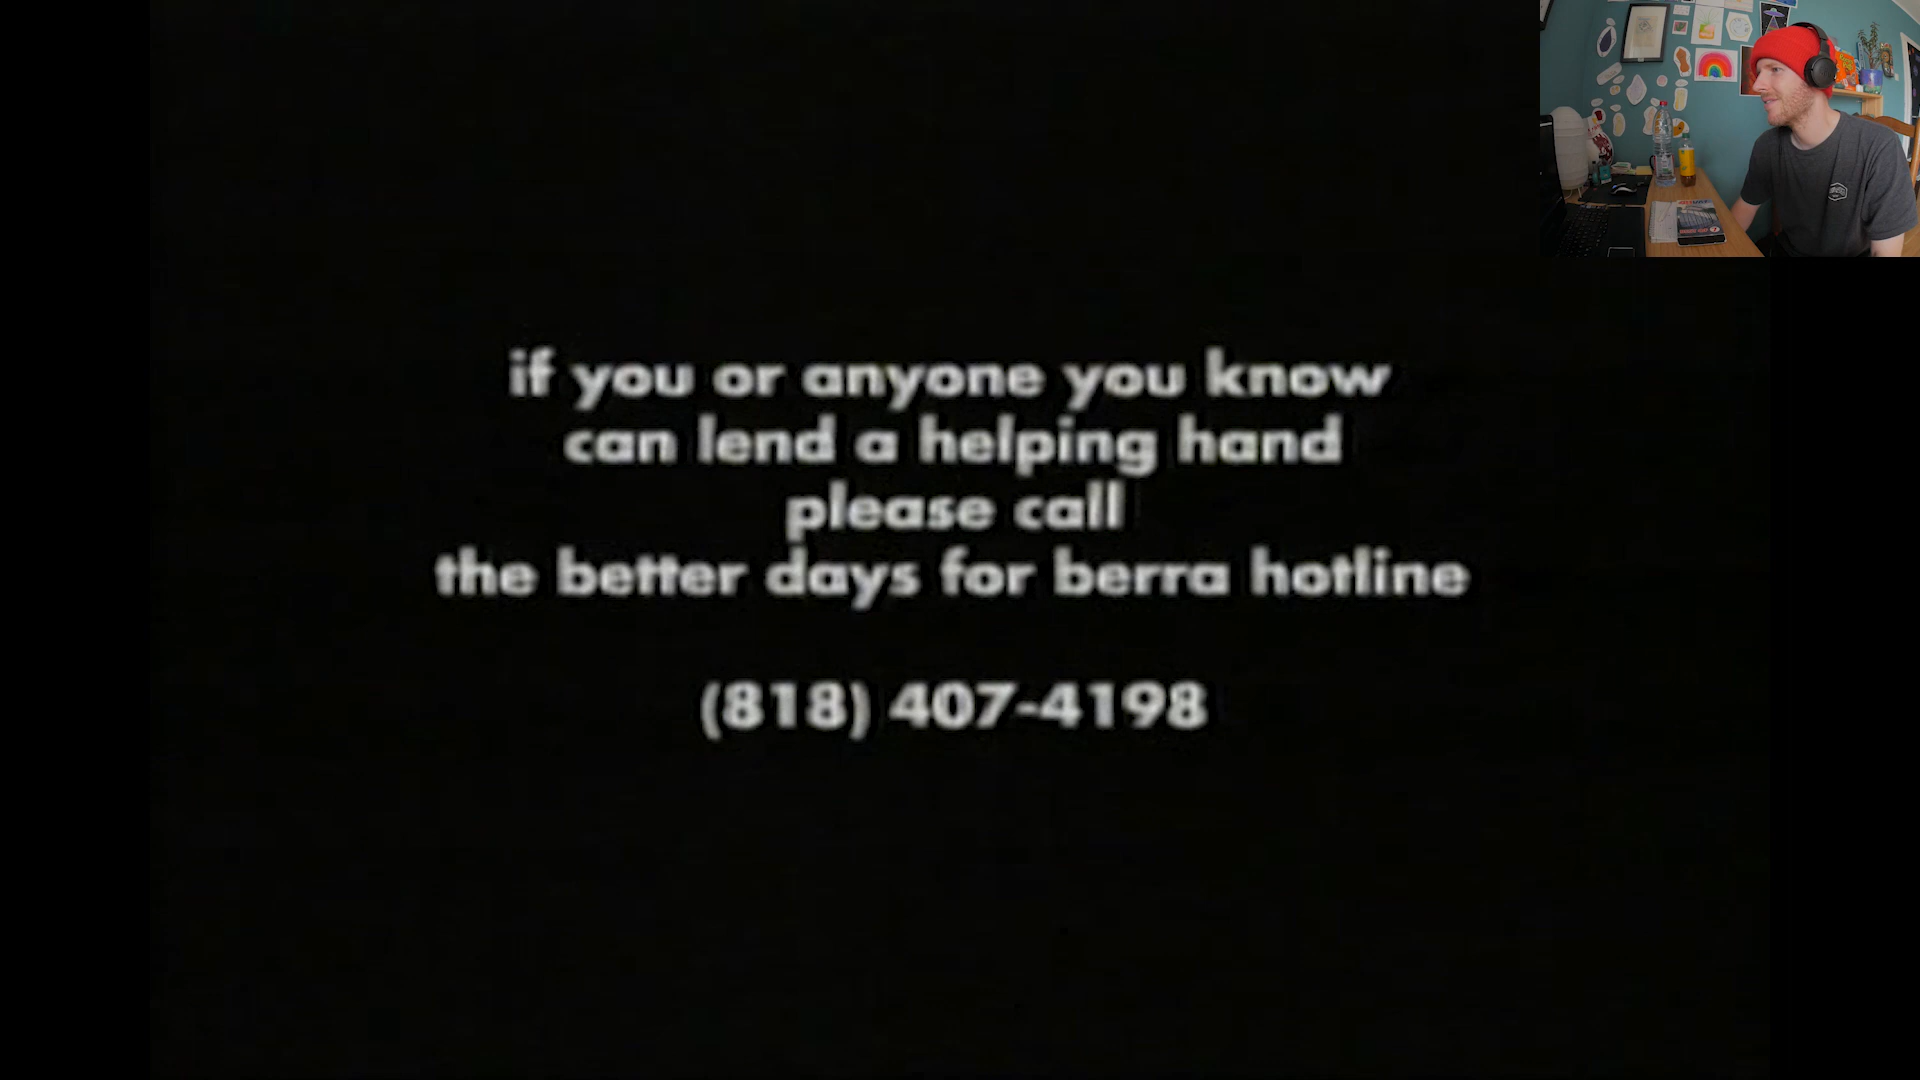 if you or anyone you know
can lend a helping hand
please call
the better days for berra hotline
(818) 407-4198